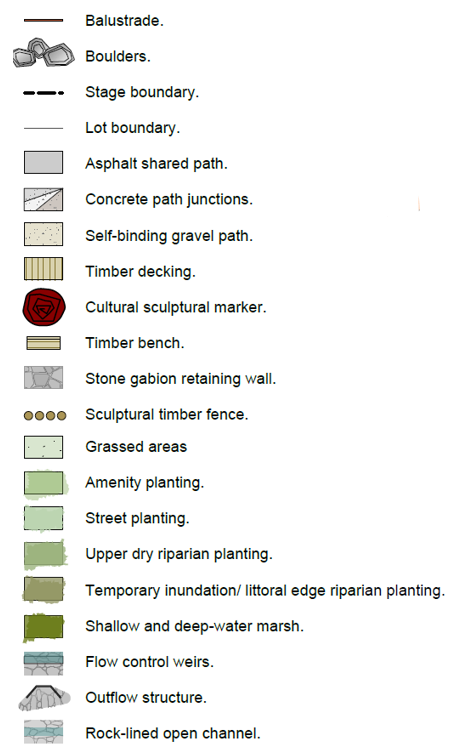 Balustrade.
Boulders.
Stage boundary.
Lot boundary.
Asphalt shared path.
Concrete path junctions.
Self-binding gravel path.
Timber decking.
Cultural sculptural marker.
Timber bench.
Stone gabion retaining wall.
Sculptural timber fence.
Grassed areas
Amenity planting.
Street planting.
Upper dry riparian planting.
Temporary inundation/ littoral edge riparian planting.
Shallow and deep-water marsh.
Flow control weirs.
Outflow structure.
Rock-lined open channel.